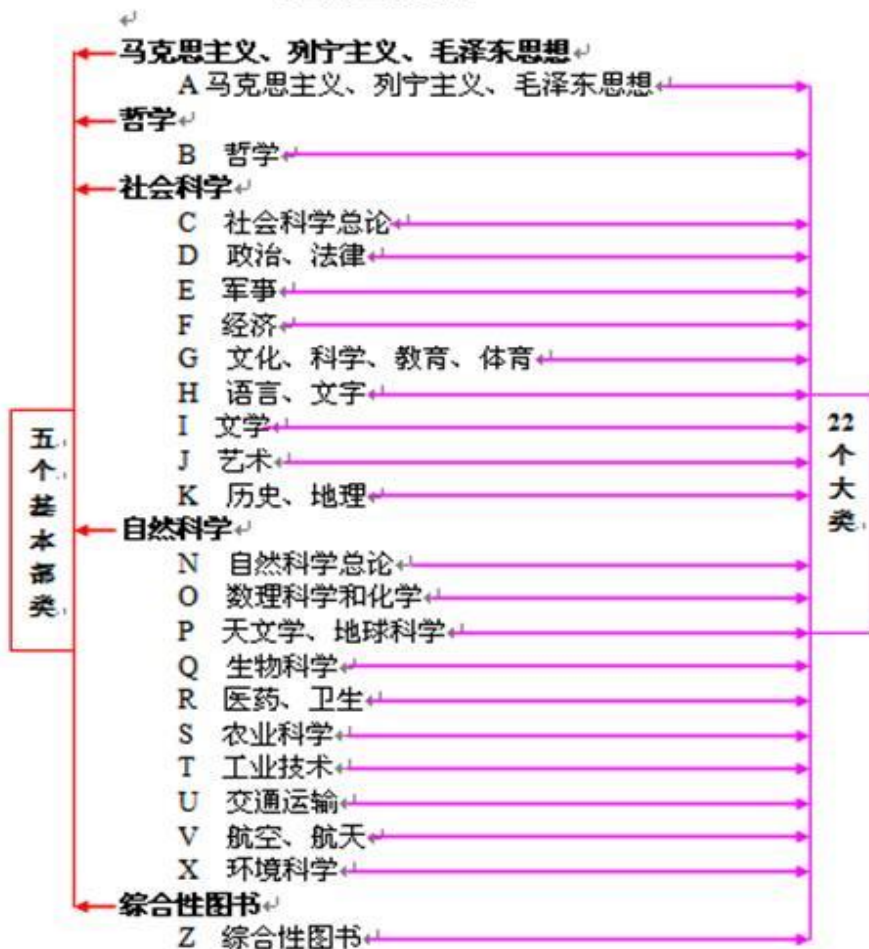 马克思主义、列宁主义、毛泽东思想
A 马克思主义、列宁主义、毛泽东思想
哲学
B 哲学
社会科学
C 社会科学总论
D 政治、法律
E 军事
F 经济
G 文化、科学、教育、体育
H 语言、文字
I 文学
J 艺术
K 历史、地理
自然科学
N 自然科学总论
O 数理科学和化学
P 天文学、地球科学
Q 生物科学
R 医药、卫生
S 农业科学
T 工业技术
U 交通运输
V 航空、航天
X 环境科学
综合性图书
Z 综合性图书
五个基本部类
22个大类